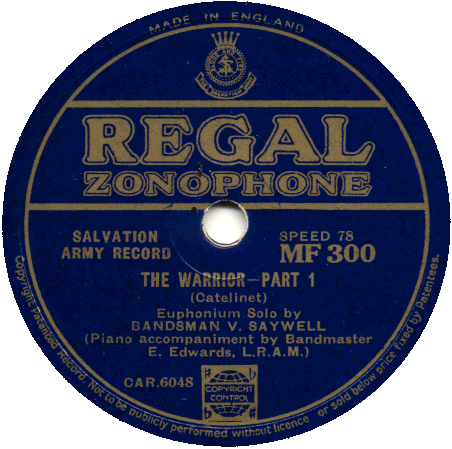 MADE IN ENGLAND
REGAL
ZONOPHONE
SALVATION
ARMY RECORD
SPEED 78
MF 300
THE WARRIOR—PART 1
(Catelinet)
Euphonium Solo by
BANDSMAN V. SAYWELL
(Piano accompaniment by Bandmaster
E. Edwards, L.R.A.M.)
CAR.6048
COPYRIGHT
CONTROL
Copyright Patented Record. Not to be publicly performed without licence or sold below price fixed by Patentees.